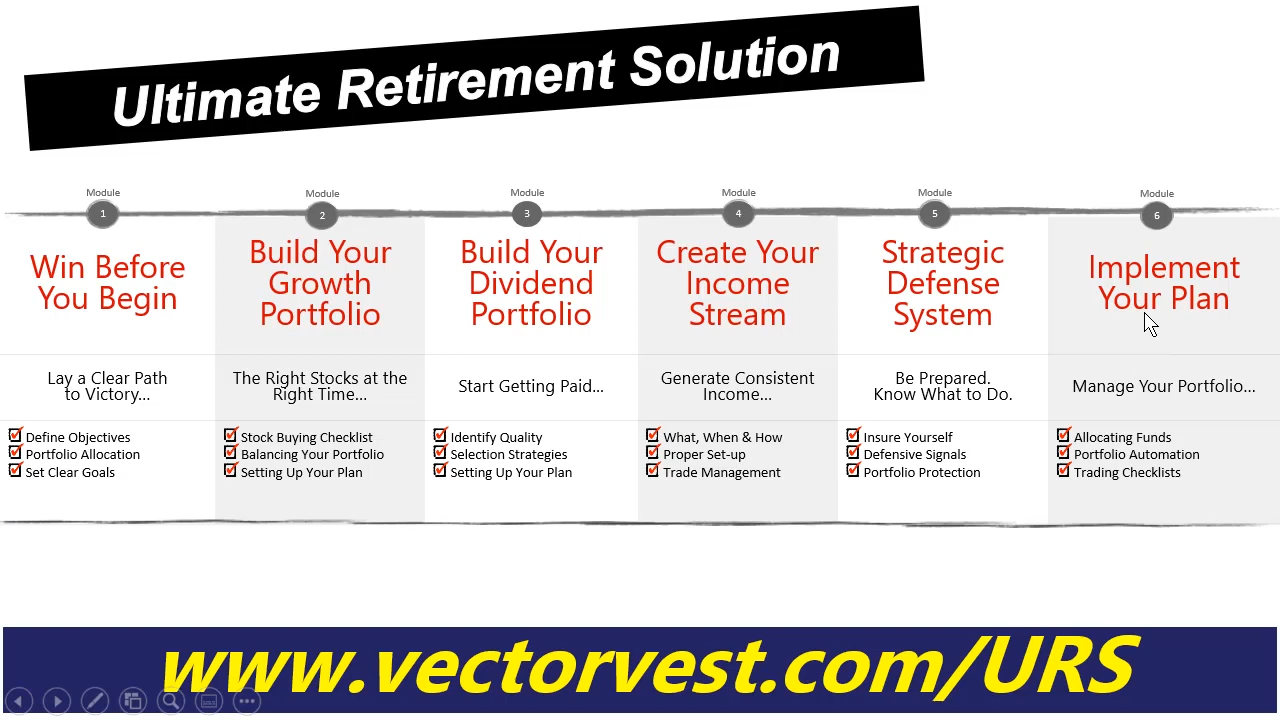 Ultimate Retirement Solution
Module
1
Win Before
You Begin
Lay a Clear Path
to Victory...
Define Objectives
Portfolio Allocation
Set Clear Goals
Module
2
Build Your
Growth
Portfolio
The Right Stocks at the
Right Time...
Stock Buying Checklist
Balancing Your Portfolio
Setting Up Your Plan
Module
3
Build Your
Dividend
Portfolio
Start Getting Paid...
Identify Quality
Selection Strategies
Setting Up Your Plan
Module
4
Create Your
Income
Stream
Generate Consistent
Income...
What, When & How
Proper Set-up
Trade Management
Module
5
Strategic
Defense
System
Be Prepared.
Know What to Do.
Insure Yourself
Defensive Signals
Portfolio Protection
Module
6
Implement
Your Plan
Manage Your Portfolio...
Allocating Funds
Portfolio Automation
Trading Checklists
www.vectorvest.com/URS